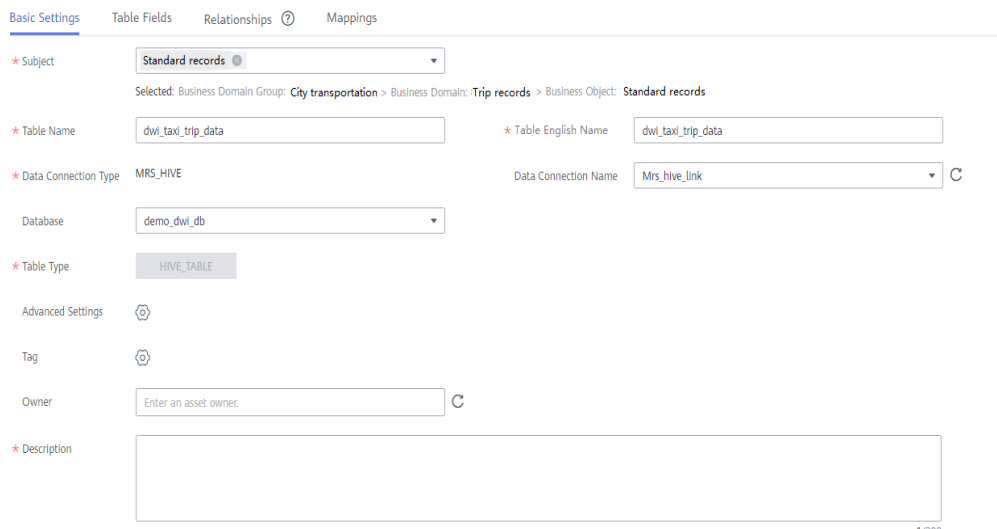 Basic Settings Table Fields Relationships ? Mappings
* Subject Standard records
Selected: Business Domain Group: City transportation > Business Domain: Trip records > Business Object: Standard records
* Table Name dwi_taxi_trip_data * Table English Name dwi_taxi_trip_data
* Data Connection Type MRS_HIVE Data Connection Name Mrs_hive_link
Database demo_dwi_db
* Table Type HIVE_TABLE
Advanced Settings
Tag
Owner Enter an asset owner.
* Description